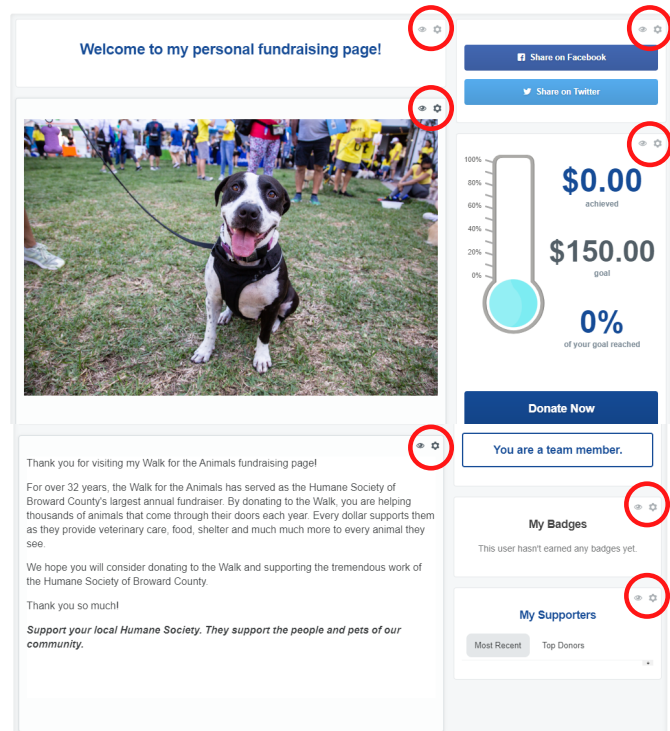 Welcome to my personal fundraising page!
Share on Facebook
Share on Twitter
100%
80%
60%
40%
20%
0%
$0.00
achieved
$150.00
goal
0%
of your goal reached
Donate Now
You are a team member.
Thank you for visiting my Walk for the Animals fundraising page!
For over 32 years, the Walk for the Animals has served as the Humane Society of
Broward County's largest annual fundraiser. By donating to the Walk, you are helping
thousands of animals that come through their doors each year. Every dollar supports them
as they provide veterinary care, food, shelter and much much more to every animal they
see.
We hope you will consider donating to the Walk and supporting the tremendous work of
the Humane Society of Broward County.
Thank you so much!
Support your local Humane Society. They support the people and pets of our
community.
My Badges
This user hasn't earned any badges yet.
My Supporters
Most Recent
Top Donors